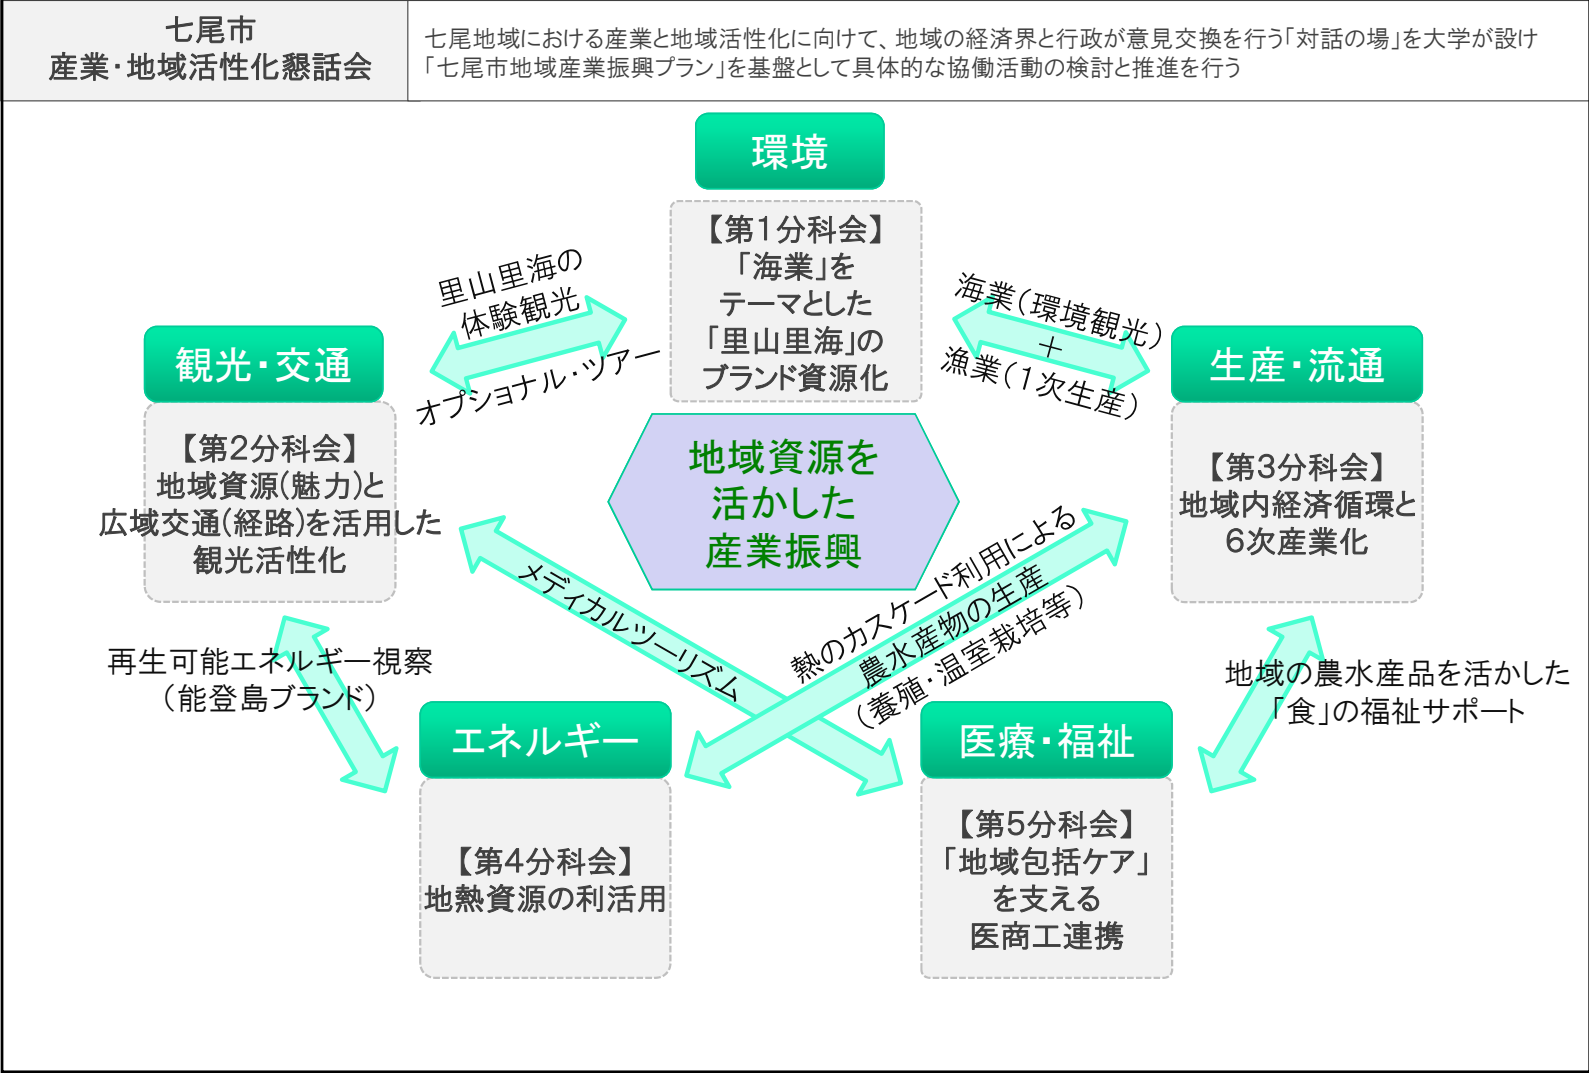 七尾市
産業・地域活性化懇話会
七尾地域における産業と地域活性化に向けて、地域の経済界と行政が意見交換を行う「対話の場」を大学が設け
「七尾市地域産業振興プラン」を基盤として具体的な協働活動の検討と推進を行う
環境
【第1分科会】
「海業」を
テーマとした
「里山里海」の
ブランド資源化
里山里海の
体験観光
オプショナル・ツアー
海業（環境観光）
＋
漁業（1次生産）
観光・交通
【第2分科会】
地域資源(魅力)と
広域交通(経路)を活用した
観光活性化
生産・流通
【第3分科会】
地域内経済循環と
6次産業化
地域資源を
活かした
産業振興
メディカルツーリズム
熱のカスケード利用による
農水産物の生産
（養殖・温室栽培等）
再生可能エネルギー視察
（能登島ブランド）
地域の農水産品を活かした
「食」の福祉サポート
エネルギー
【第4分科会】
地熱資源の利活用
医療・福祉
【第5分科会】
「地域包括ケア」
を支える
医商工連携